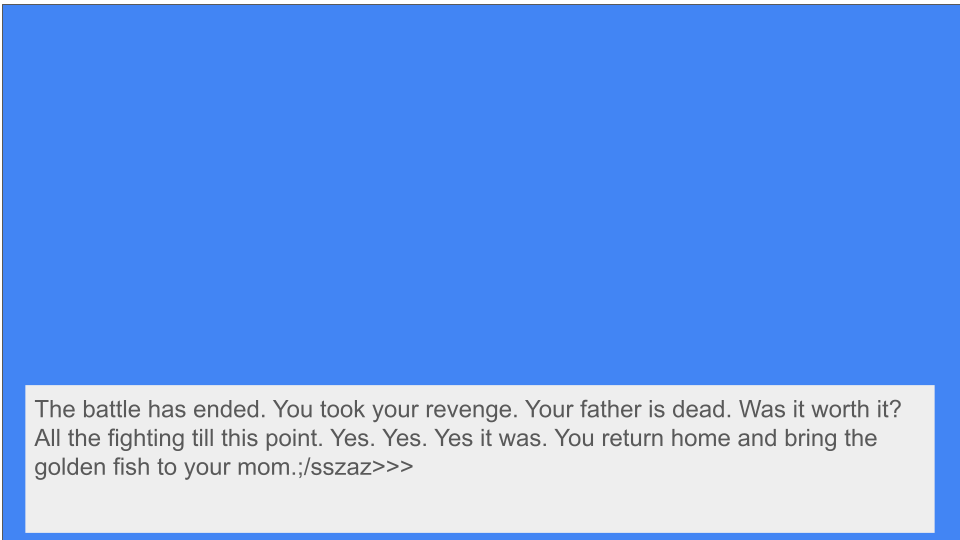 The battle has ended. You took your revenge. Your father is dead. Was it worth it?
All the fighting till this point. Yes. Yes. Yes it was. You return home and bring the
golden fish to your mom.;/sszaz>>>